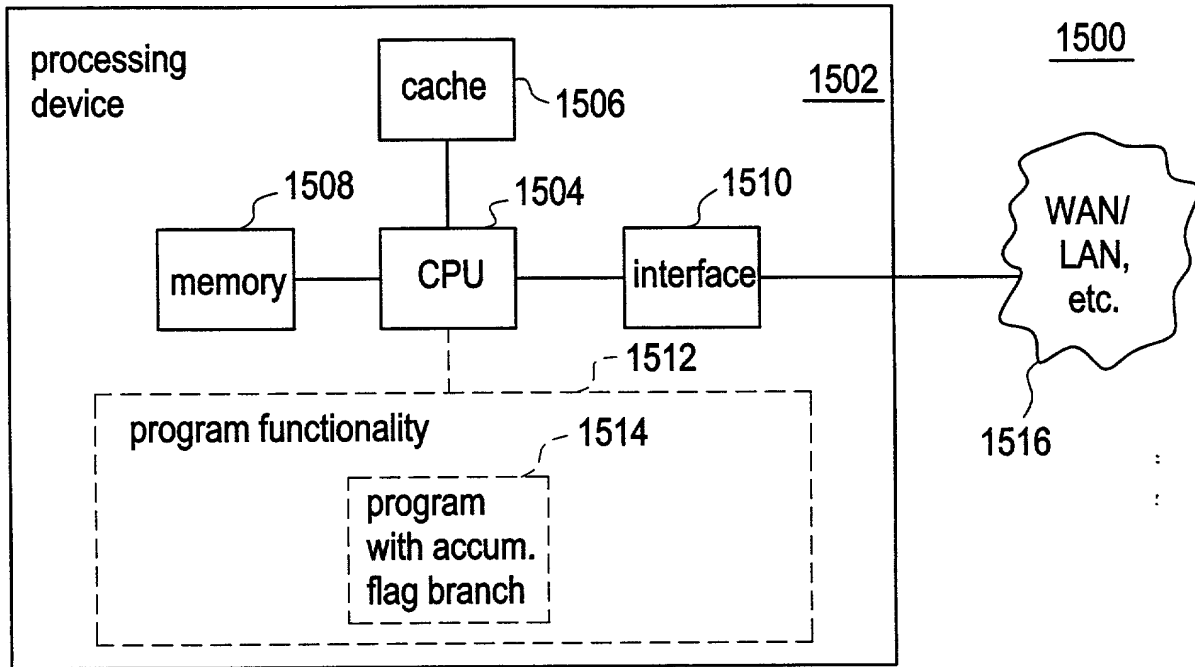 processing
device
1500
cache
1502
1506
1508
1504
1510
memory
CPU
interface
WAN/
LAN,
etc.
1512
program functionality
1514
1516
program
with accum.
flag branch